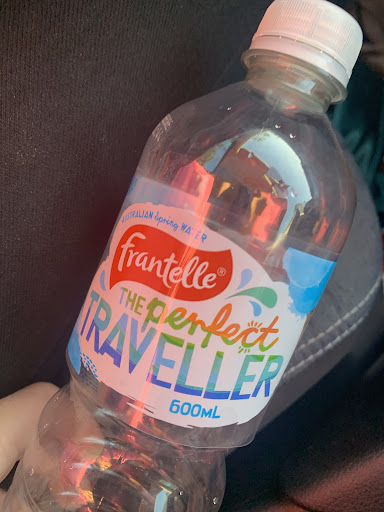 AUSTRALIAN Spring WATER
frantelle®
THE perfect
TRAVELLER
600ML